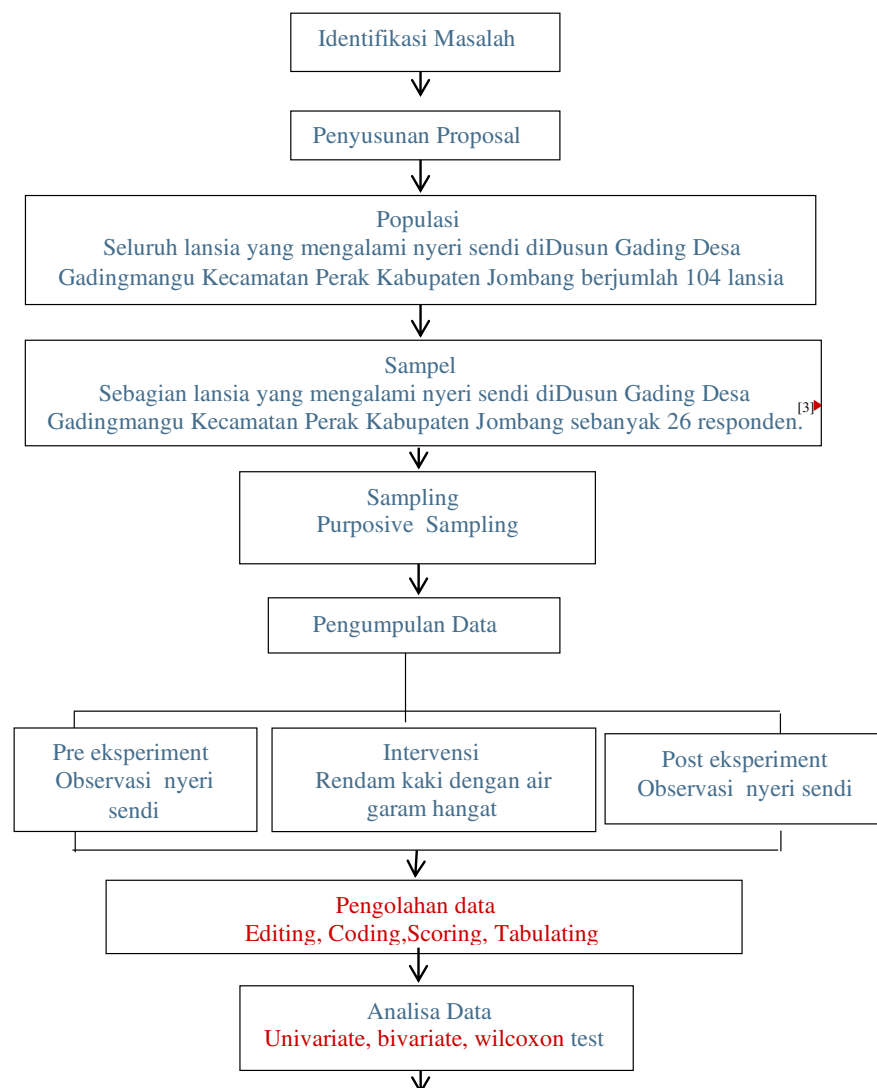 Identifikasi Masalah
Penyusunan Proposal
Populasi
Seluruh lansia yang mengalami nyeri sendi diDusun Gading Desa
Gadingmangu Kecamatan Perak Kabupaten Jombang berjumlah 104 lansia
Sampel
Sebagian lansia yang mengalami nyeri sendi diDusun Gading Desa
Gadingmangu Kecamatan Perak Kabupaten Jombang sebanyak 26 responden.[3]
Sampling
Purposive Sampling
Pengumpulan Data
Pre eksperiment
Observasi nyeri
sendi
Intervensi
Rendam kaki dengan air
garam hangat
Post eksperiment
Observasi nyeri sendi
Pengolahan data
Editing, Coding,Scoring, Tabulating
Analisa Data
Univariate, bivariate, wilcoxon test